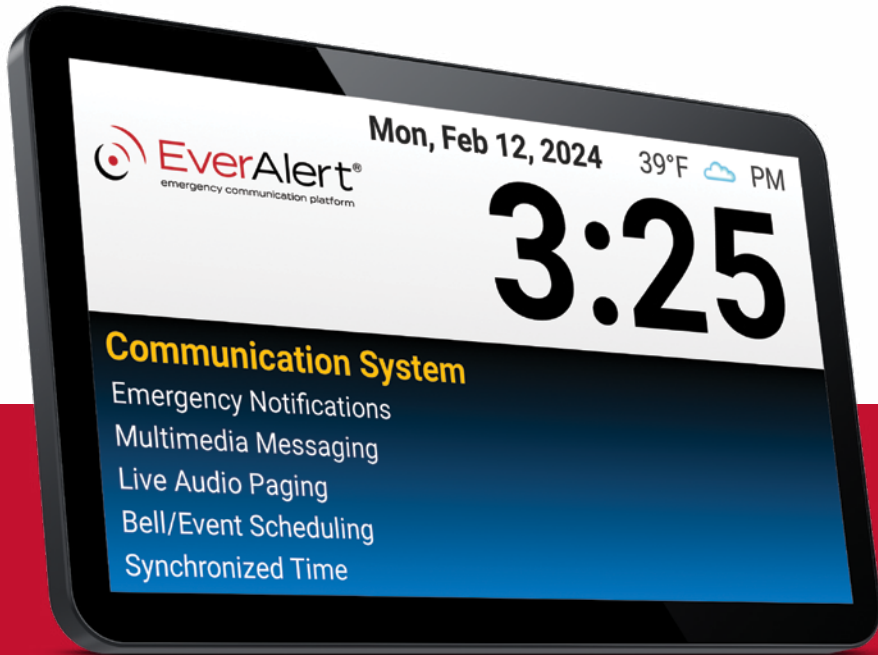 Mon, Feb 12, 2024 39°F PM
EverAlert®
emergency communication platform
3:25
Communication System
Emergency Notifications
Multimedia Messaging
Live Audio Paging
Bell/Event Scheduling
Synchronized Time